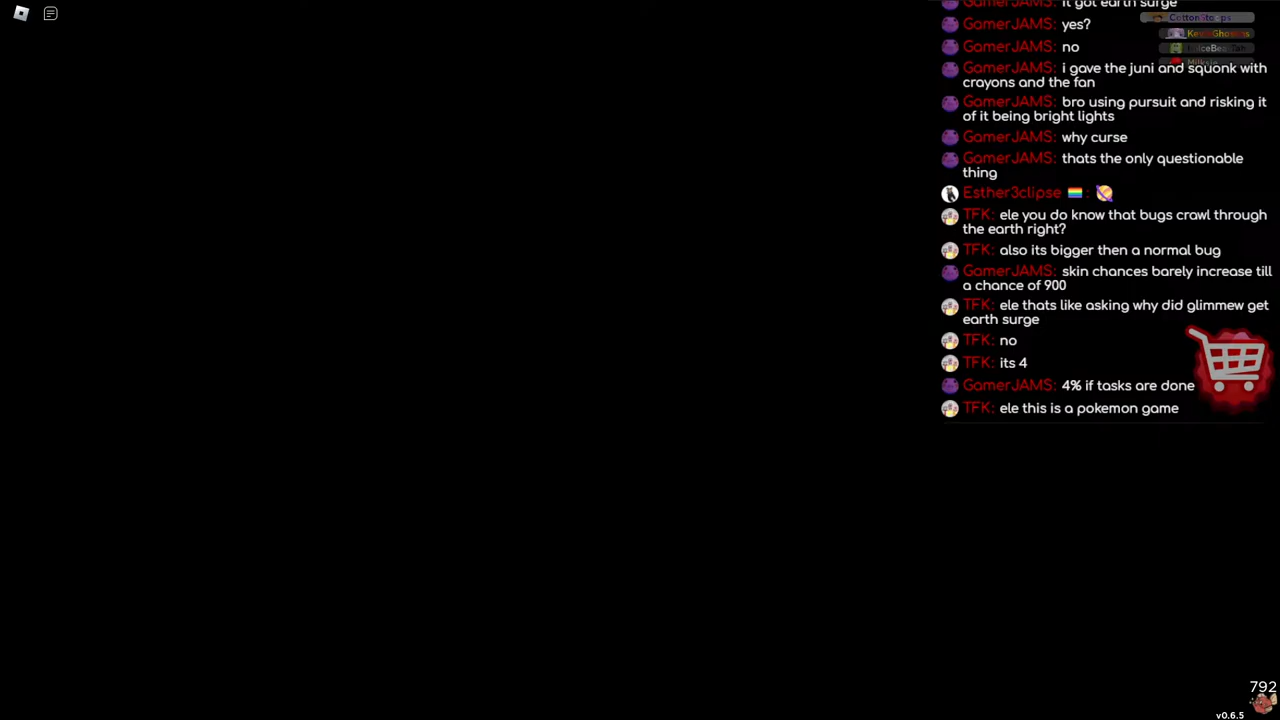 GamerJAMS: it got earth surge
CottonStomps
GamerJAMS: yes?
KevinGhostins
GamerJAMS: no
Milksie
GamerJAMS: i gave the juni and squonk with
crayons and the fan
GamerJAMS: bro using pursuit and risking it
of it being bright lights
GamerJAMS: why curse
GamerJAMS: thats the only questionable
thing
Esther3clipse 🏳️‍🌈 : 🪐
TFK: ele you do know that bugs crawl through
the earth right?
TFK: also its bigger then a normal bug
GamerJAMS: skin chances barely increase till
a chance of 900
TFK: ele thats like asking why did glimmew get
earth surge
TFK: no
TFK: its 4
GamerJAMS: 4% if tasks are done
TFK: ele this is a pokemon game
792
v0.6.5